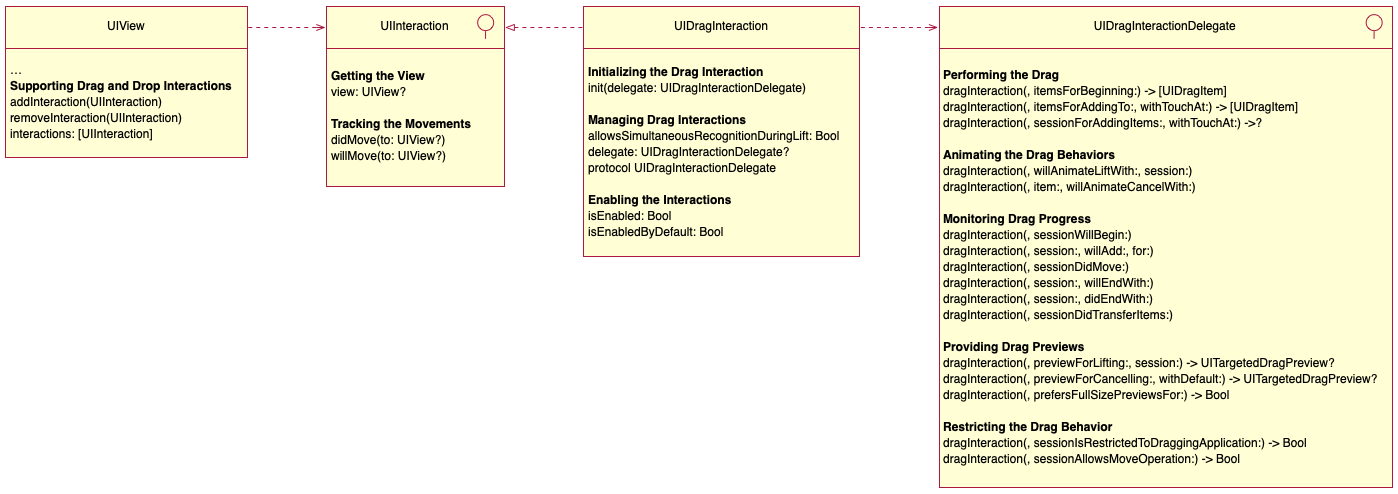 UIView
...
Supporting Drag and Drop Interactions
addInteraction(UIInteraction)
removeInteraction(UIInteraction)
interactions: [UIInteraction]
UIInteraction
Getting the View
view: UIView?
Tracking the Movements
didMove(to: UIView?)
willMove(to: UIView?)
UIDragInteraction
Initializing the Drag Interaction
init(delegate: UIDragInteractionDelegate)
Managing Drag Interactions
allowsSimultaneousRecognitionDuringLift: Bool
delegate: UIDragInteractionDelegate?
protocol UIDragInteractionDelegate
Enabling the Interactions
isEnabled: Bool
isEnabledByDefault: Bool
UIDragInteractionDelegate
Performing the Drag
dragInteraction(, itemsForBeginning:) -> [UIDragItem]
dragInteraction(, itemsForAddingTo:, withTouchAt:) -> [UIDragItem]
dragInteraction(, sessionForAddingItems:, withTouchAt:) ->?
Animating the Drag Behaviors
dragInteraction(, willAnimateLiftWith:, session:)
dragInteraction(, item:, willAnimateCancelWith:)
Monitoring Drag Progress
dragInteraction(, sessionWillBegin:)
dragInteraction(, session:, willAdd:, for:)
dragInteraction(, sessionDidMove:)
dragInteraction(, session:, willEndWith:)
dragInteraction(, session:, didEndWith:)
dragInteraction(, sessionDidTransferItems:)
Providing Drag Previews
dragInteraction(, previewForLifting:, session:) -> UITargetedDragPreview?
dragInteraction(, previewForCancelling:, withDefault:) -> UITargetedDragPreview?
dragInteraction(, prefersFullSizePreviewsFor:) -> Bool
Restricting the Drag Behavior
dragInteraction(, sessionIsRestrictedToDraggingApplication:) -> Bool
dragInteraction(, sessionAllowsMoveOperation:) -> Bool